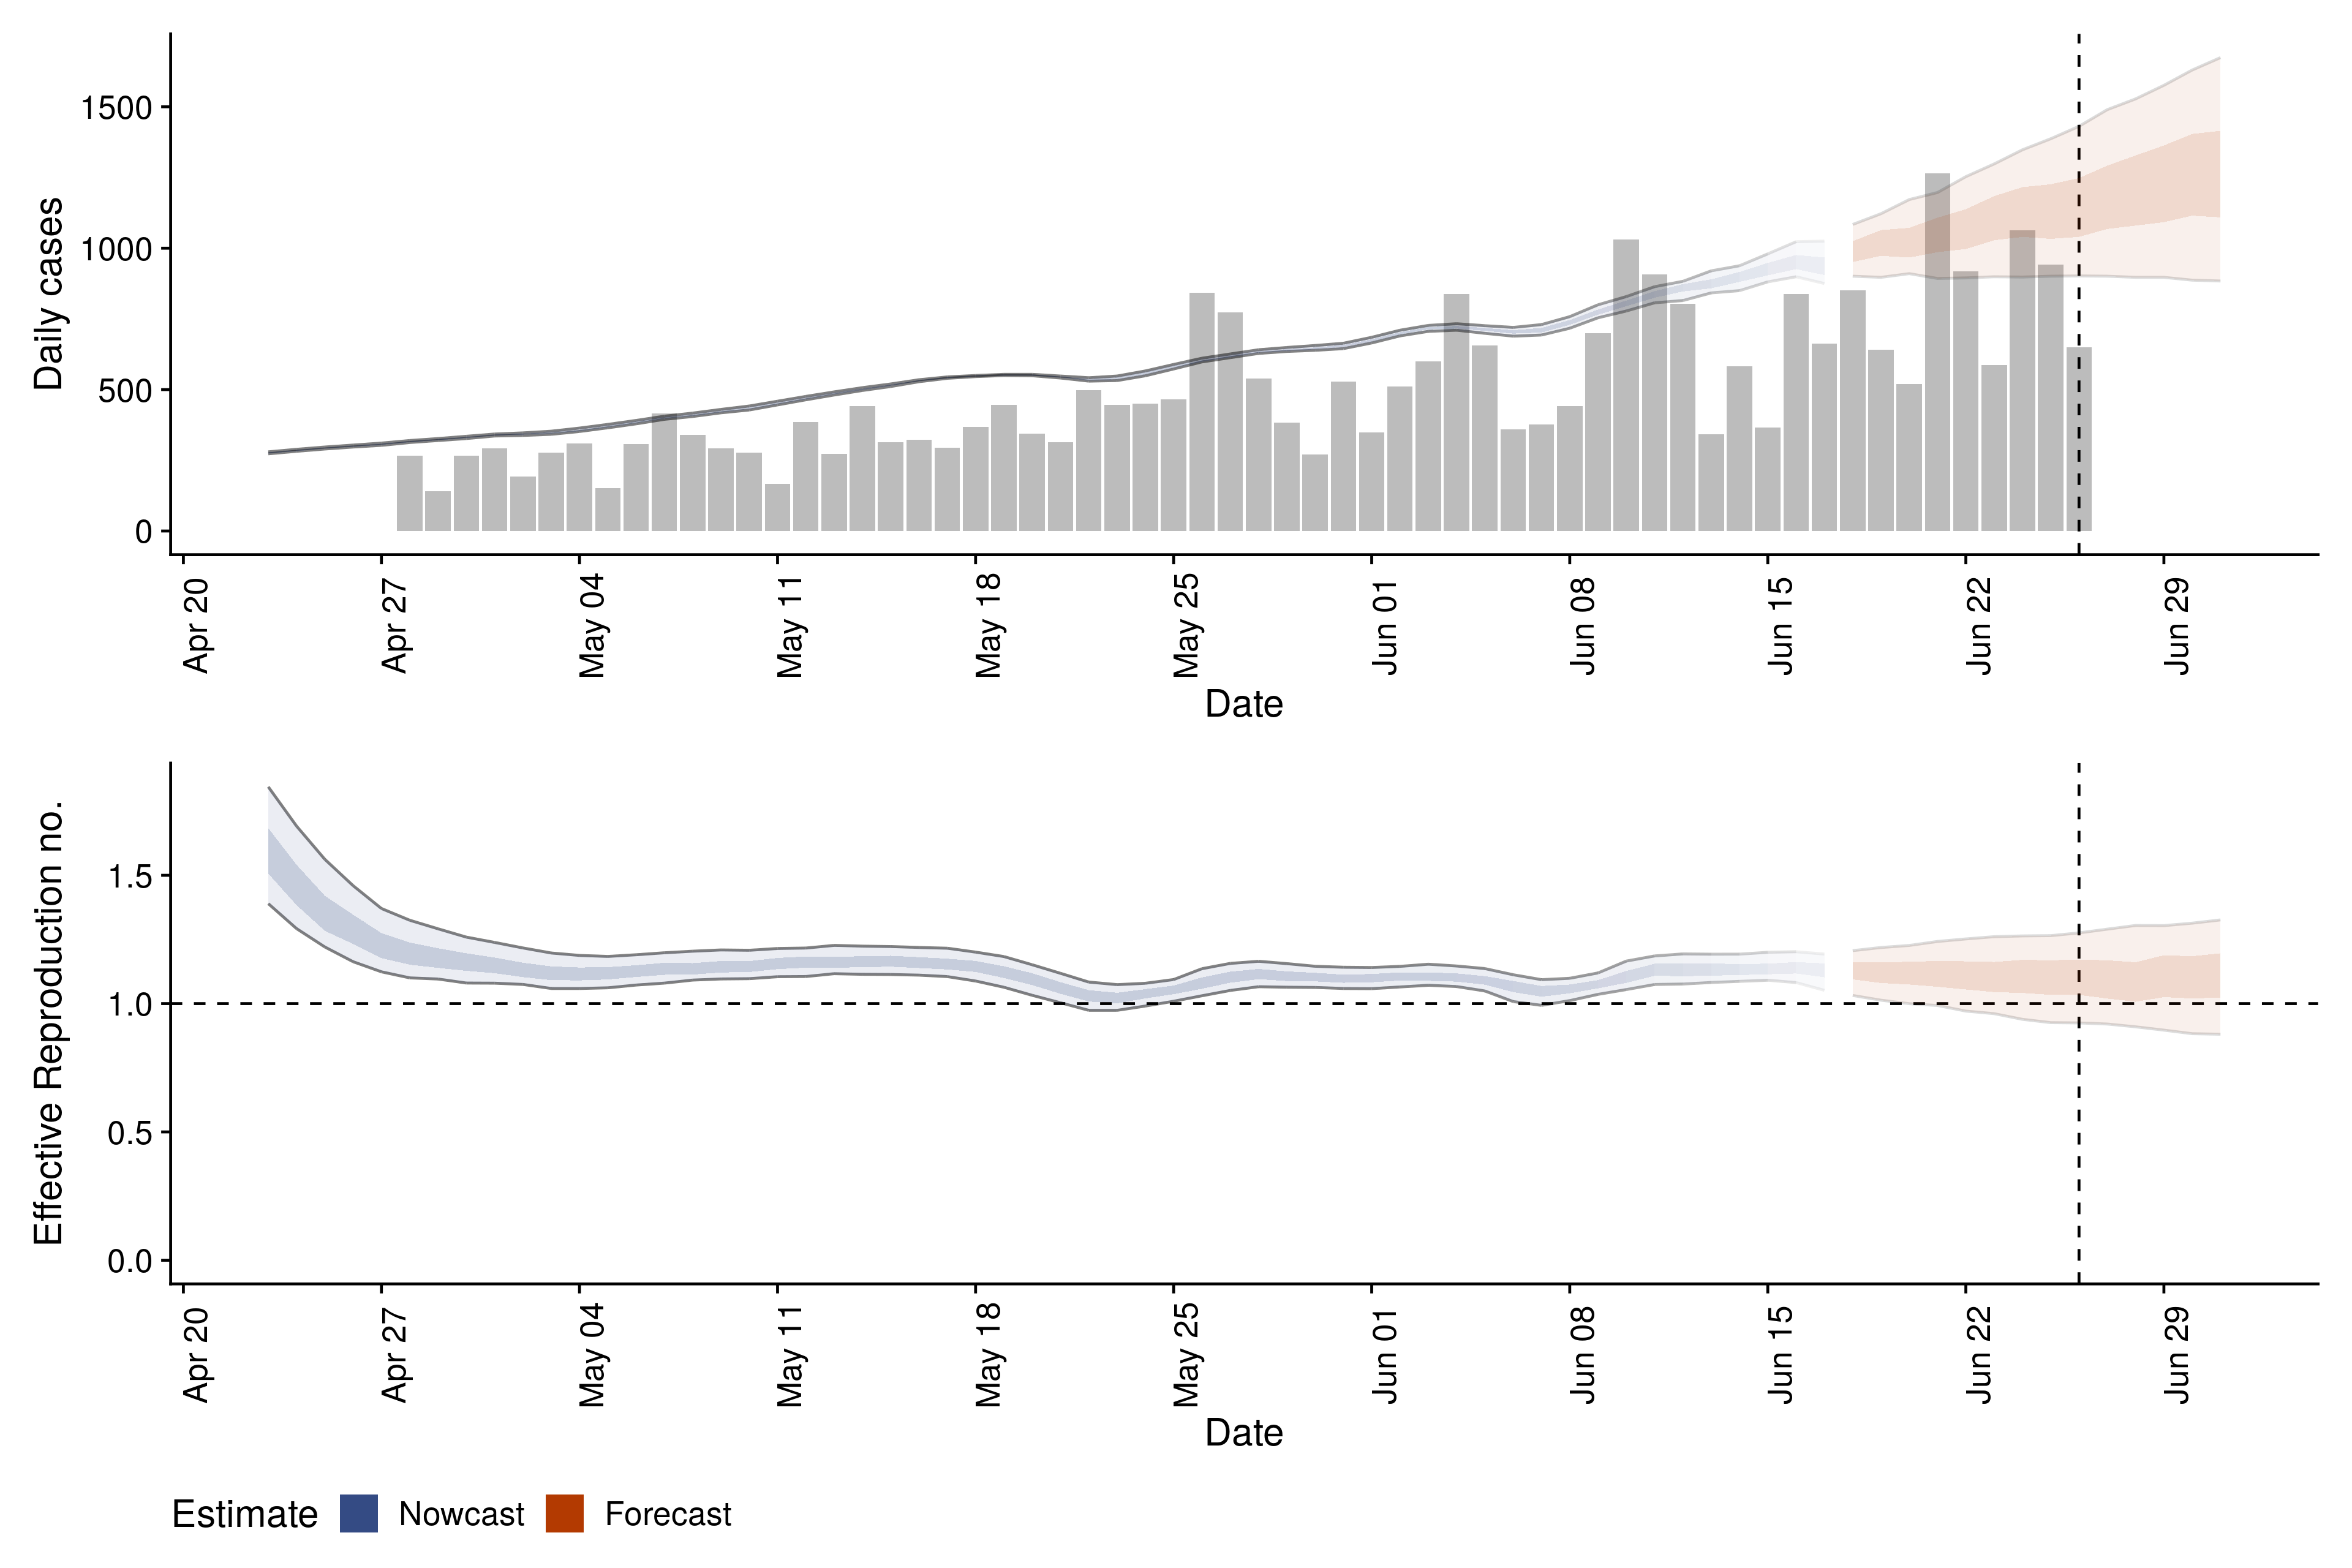 Daily cases
1500
1000
500
0
Apr 20 Apr 27 May 04 May 11 May 18 May 25 Jun 01 Jun 08 Jun 15 Jun 22 Jun 29
Date
Effective Reproduction no.
1.5
1.0
0.5
0.0
Apr 20 Apr 27 May 04 May 11 May 18 May 25 Jun 01 Jun 08 Jun 15 Jun 22 Jun 29
Date
Estimate Nowcast Forecast